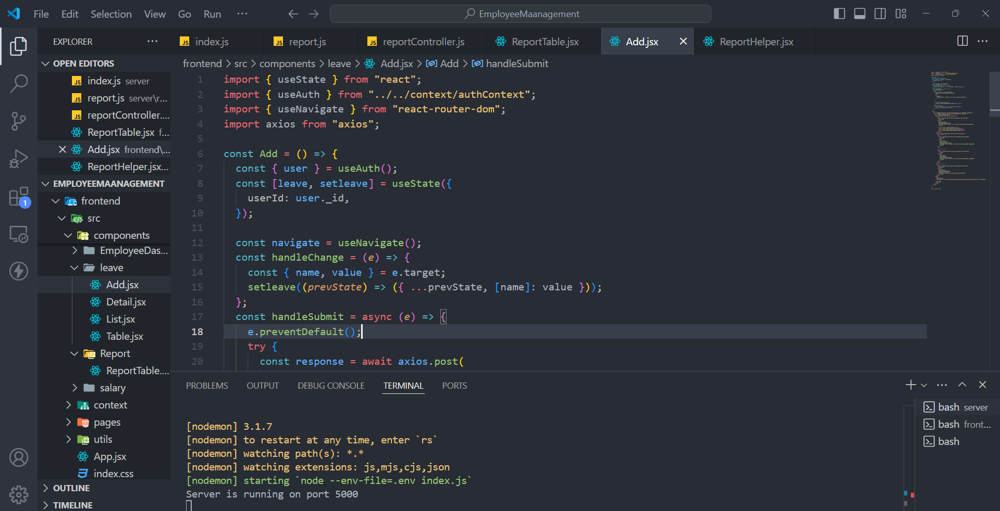 File Edit Selection View Go Run ···
EmployeeMaanagement
EXPLORER
index.js
report.js
reportController.js
ReportTable.jsx
Add.jsx
ReportHelper.jsx
frontend > src > components > leave > Add.jsx > Add > handleSubmit
OPEN EDITORS
index.js server
report.js server\r...
reportController....
ReportTable.jsx f...
Add.jsx frontend\...
ReportHelper.jsx...
EMPLOYEEMAANAGEMENT
frontend
src
components
EmployeeDas...
leave
Add.jsx
Detail.jsx
List.jsx
Table.jsx
Report
ReportTable....
salary
context
pages
utils
App.jsx
index.css
OUTLINE
TIMELINE
1
1 import { useState } from "react";
2 import { useAuth } from "../../context/authContext";
3 import { useNavigate } from "react-router-dom";
4 import axios from "axios";
5
6 const Add = () => {
7 const { user } = useAuth();
8 const [leave, setleave] = useState({
9 userId: user._id,
10 });
11
12 const navigate = useNavigate();
13 const handleChange = (e) => {
14 const { name, value } = e.target;
15 setleave((prevState) => ({ ...prevState, [name]: value }));
16 };
17 const handleSubmit = async (e) => {
18 e.preventDefault();
19 try {
20 const response = await axios.post(
PROBLEMS OUTPUT DEBUG CONSOLE TERMINAL PORTS
[nodemon] 3.1.7
[nodemon] to restart at any time, enter `rs`
[nodemon] watching path(s): *.*
[nodemon] watching extensions: js,mjs,cjs,json
[nodemon] starting `node --env-file=.env index.js`
Server is running on port 5000
bash server
bash front...
bash